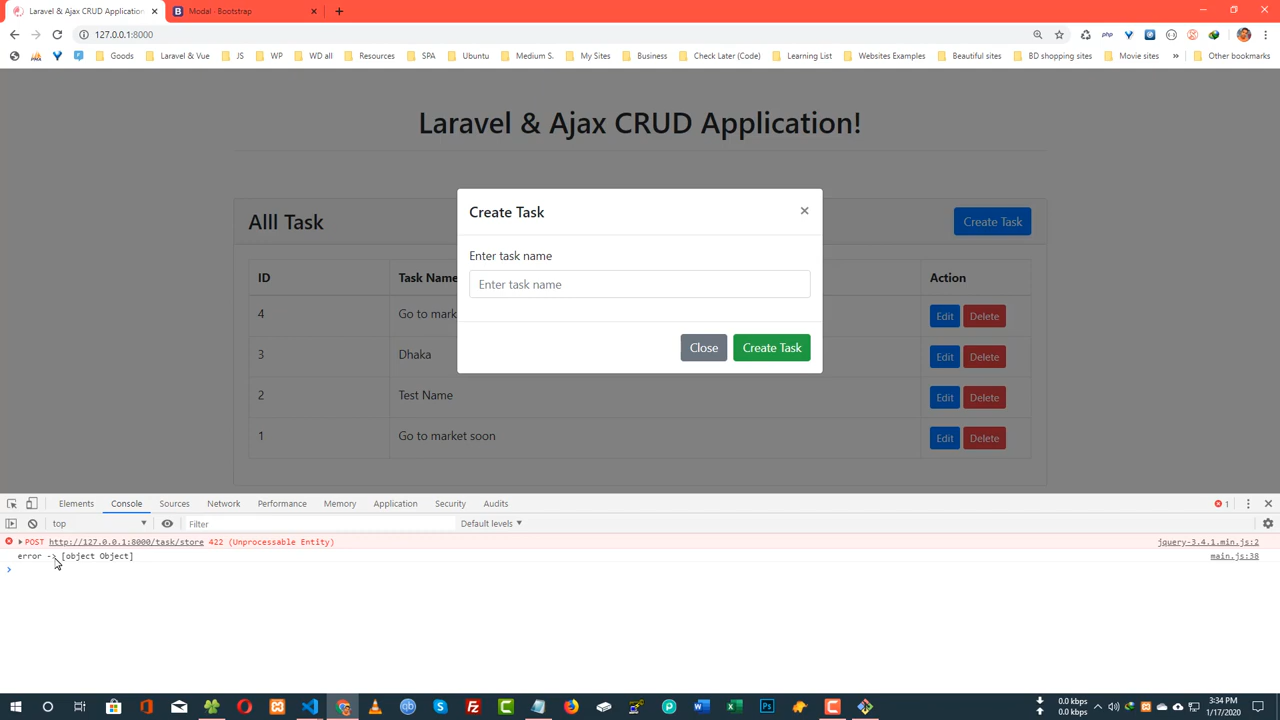 Laravel & Ajax CRUD Application
Modal · Bootstrap
127.0.0.1:8000
php
Goods
Laravel & Vue
JS
WP
WD all
Resources
SPA
Ubuntu
Medium S.
My Sites
Business
Check Later (Code)
Learning List
Websites Examples
Beautiful sites
BD shopping sites
Movie sites
»
Other bookmarks
Laravel & Ajax CRUD Application!
Alll Task
Create Task
ID
Task Name
Action
4
Go to mark
Edit
Delete
3
Dhaka
Edit
Delete
2
Test Name
Edit
Delete
1
Go to market soon
Edit
Delete
Create Task
×
Enter task name
Enter task name
Close
Create Task
Elements
Console
Sources
Network
Performance
Memory
Application
Security
Audits
1
top
Filter
Default levels
POST http://127.0.0.1:8000/task/store 422 (Unprocessable Entity)
jquery-3.4.1.min.js:2
error -> [object Object]
main.js:38
0.0 kbps
0.0 kbps
3:34 PM
1/17/2020